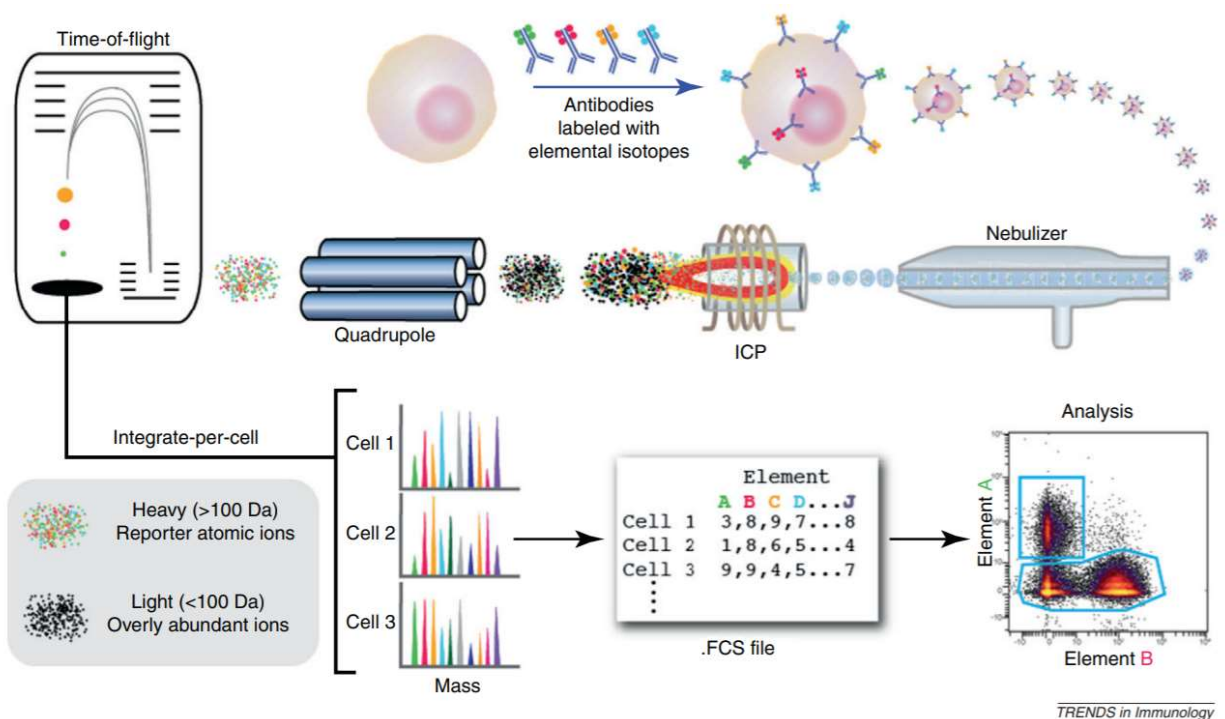 Time-of-flight
Antibodies
labeled with
elemental isotopes
Nebulizer
Quadrupole
ICP
Integrate-per-cell
Heavy (>100 Da)
Reporter atomic ions
Light (<100 Da)
Overly abundant ions
Cell 1
Cell 2
Cell 3
Mass
Element
A B C D...J
Cell 1 3,8,9,7...8
Cell 2 1,8,6,5...4
Cell 3 9,9,4,5...7
.FCS file
Analysis
Element A
Element B
TRENDS in Immunology